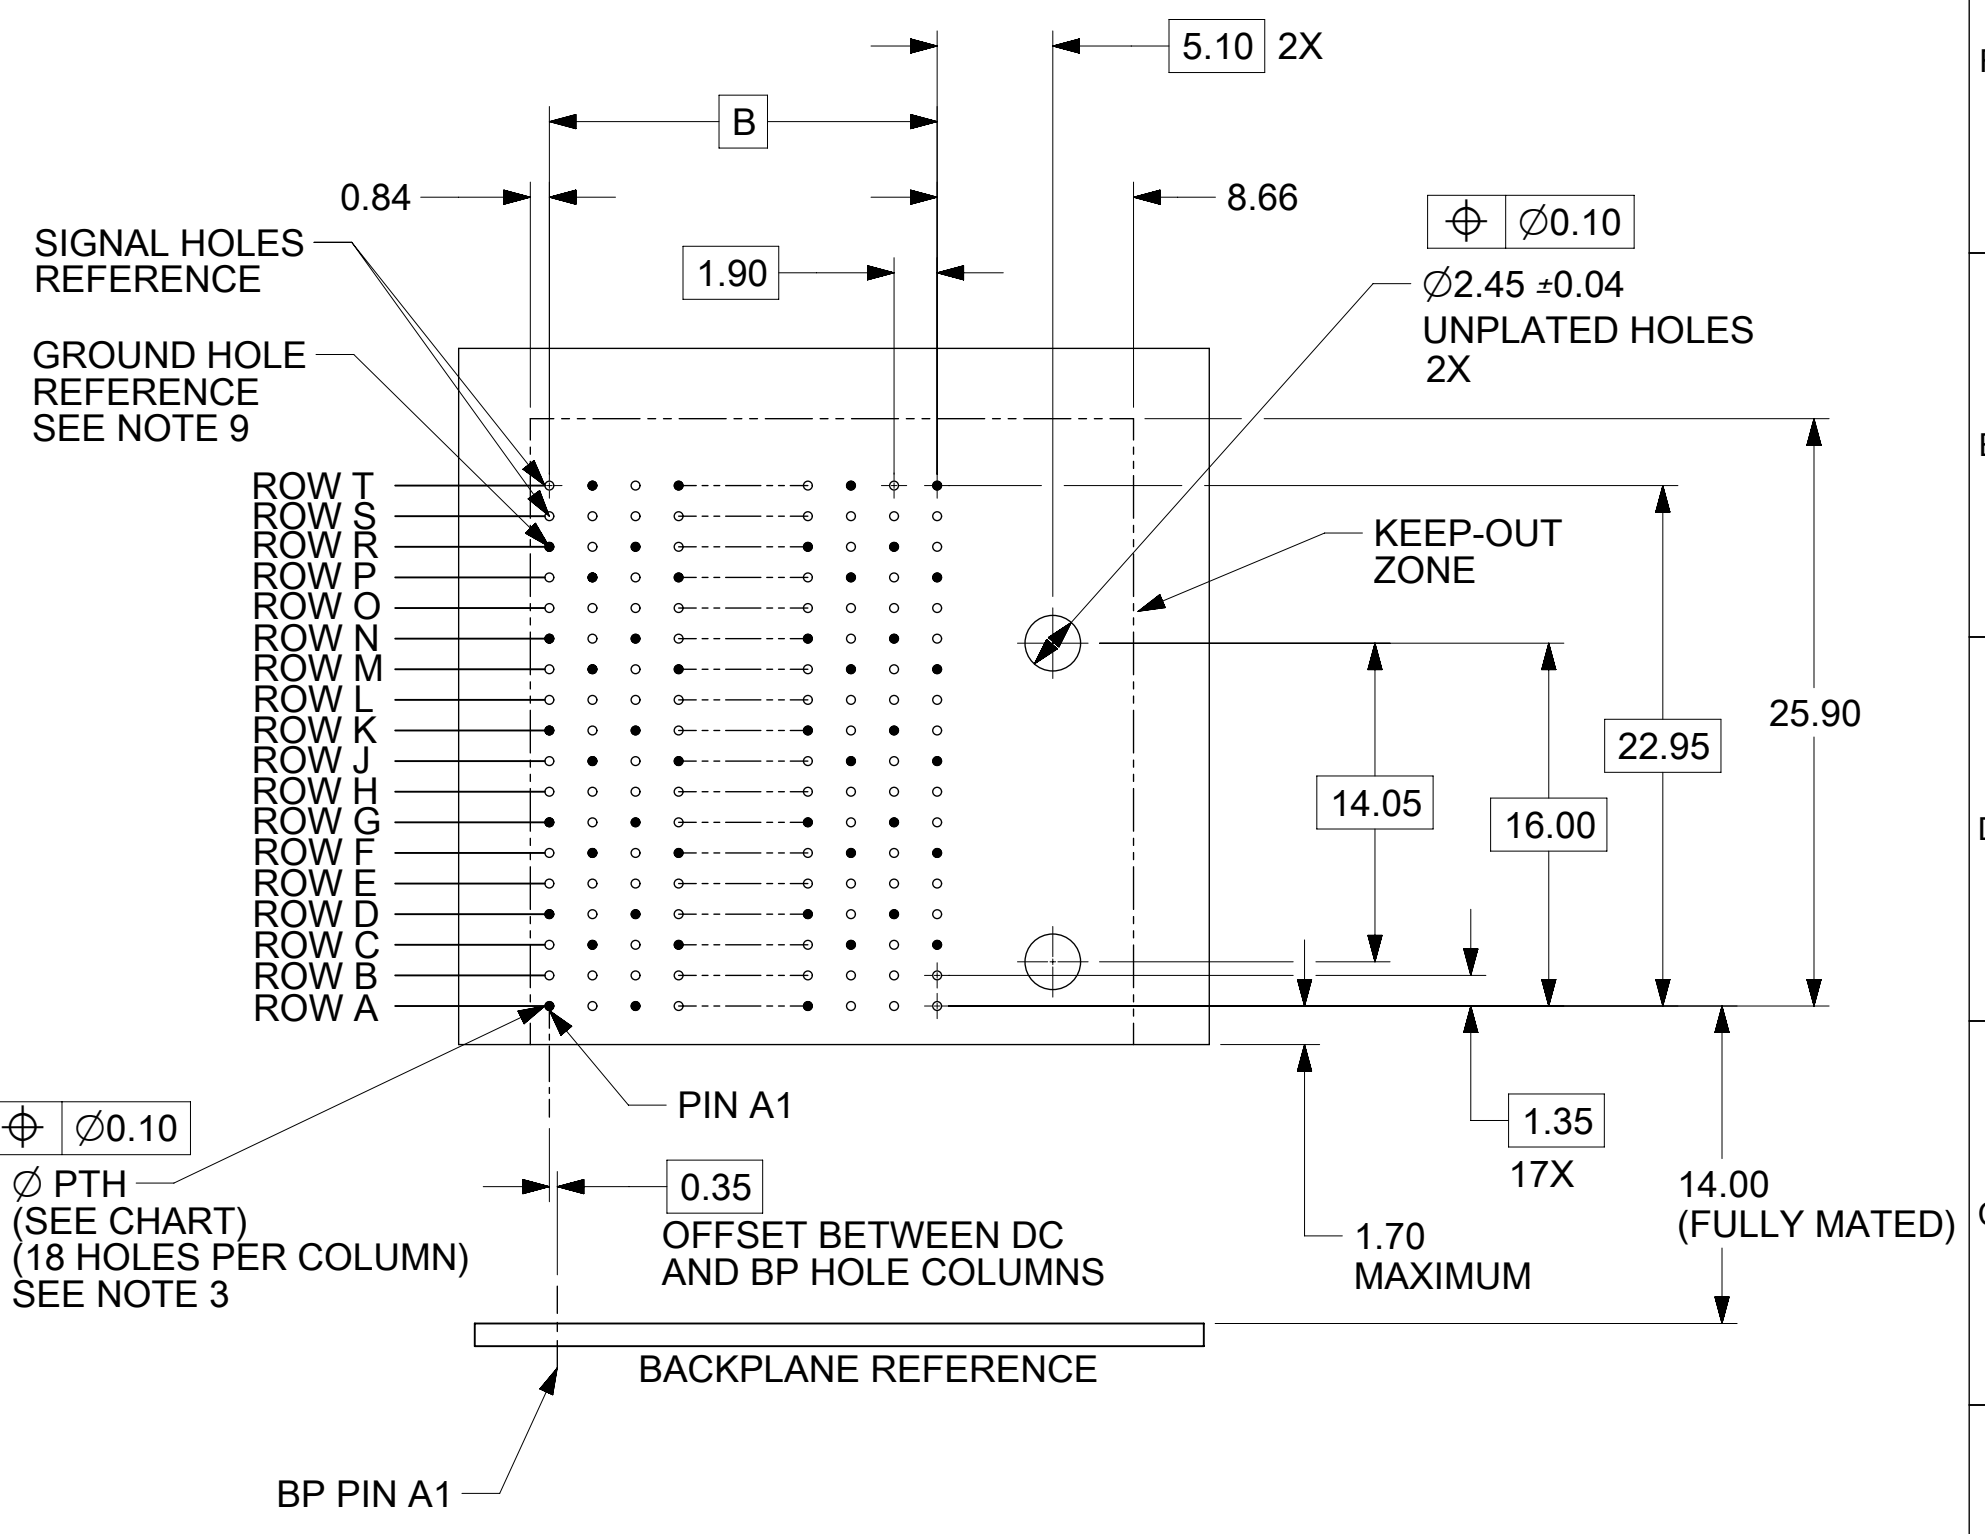 5.10 2X
B
0.84
8.66
SIGNAL HOLES
REFERENCE
1.90
⌖ ∅0.10
∅2.45 ±0.04
UNPLATED HOLES
2X
GROUND HOLE
REFERENCE
SEE NOTE 9
ROW T
ROW S
ROW R
ROW P
ROW O
ROW N
ROW M
ROW L
ROW K
ROW J
ROW H
ROW G
ROW F
ROW E
ROW D
ROW C
ROW B
ROW A
KEEP-OUT
ZONE
25.90
22.95
14.05
16.00
PIN A1
⌖ ∅0.10
∅ PTH
(SEE CHART)
(18 HOLES PER COLUMN)
SEE NOTE 3
0.35
OFFSET BETWEEN DC
AND BP HOLE COLUMNS
1.35
17X
1.70
MAXIMUM
14.00
(FULLY MATED)
BACKPLANE REFERENCE
BP PIN A1